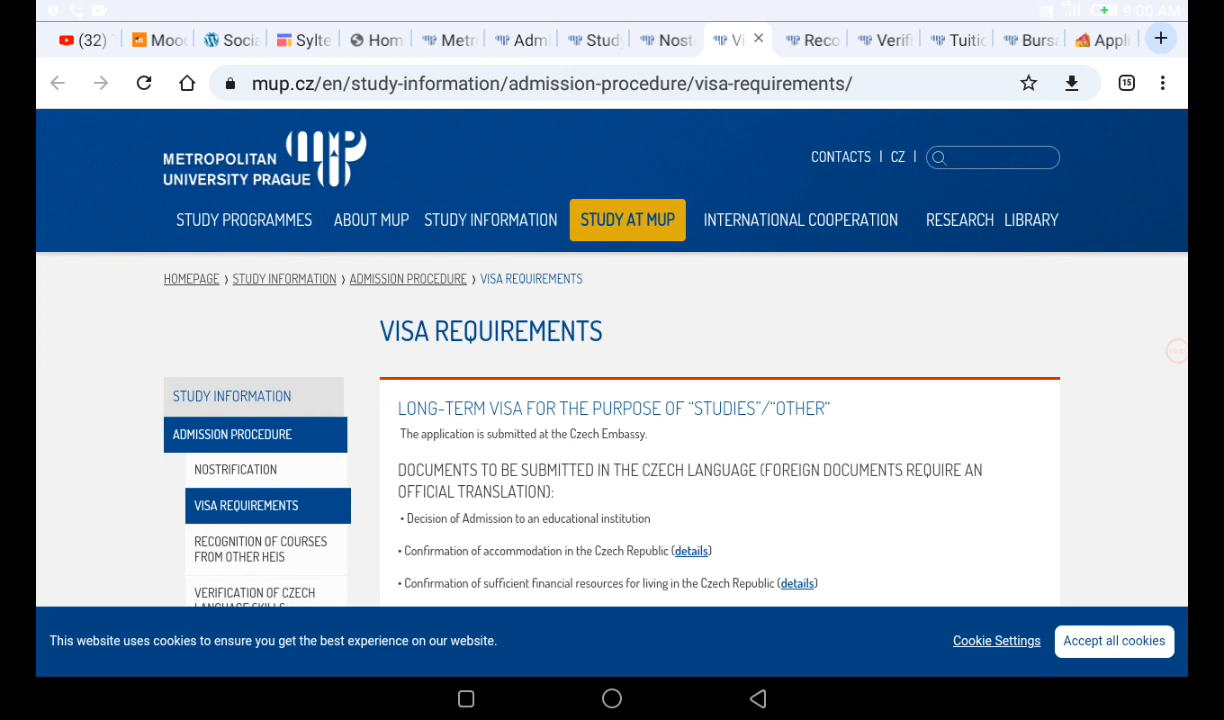 9:00 AM
(32)
Moo
Socia
Sylte
Hom
Metr
Adm
Stud
Nost
Vi
Reco
Verifi
Tuitic
Bursa
Appli
mup.cz/en/study-information/admission-procedure/visa-requirements/
15
METROPOLITAN
UNIVERSITY PRAGUE
CONTACTS | CZ |
STUDY PROGRAMMES ABOUT MUP STUDY INFORMATION STUDY AT MUP INTERNATIONAL COOPERATION RESEARCH LIBRARY
HOMEPAGE › STUDY INFORMATION › ADMISSION PROCEDURE › VISA REQUIREMENTS
VISA REQUIREMENTS
STUDY INFORMATION
ADMISSION PROCEDURE
NOSTRIFICATION
VISA REQUIREMENTS
RECOGNITION OF COURSES
FROM OTHER HEIS
VERIFICATION OF CZECH
LANGUAGE SKILLS
LONG-TERM VISA FOR THE PURPOSE OF “STUDIES”/“OTHER“
The application is submitted at the Czech Embassy.
DOCUMENTS TO BE SUBMITTED IN THE CZECH LANGUAGE (FOREIGN DOCUMENTS REQUIRE AN
OFFICIAL TRANSLATION):
• Decision of Admission to an educational institution
• Confirmation of accommodation in the Czech Republic (details)
• Confirmation of sufficient financial resources for living in the Czech Republic (details)
This website uses cookies to ensure you get the best experience on our website.
Cookie Settings
Accept all cookies